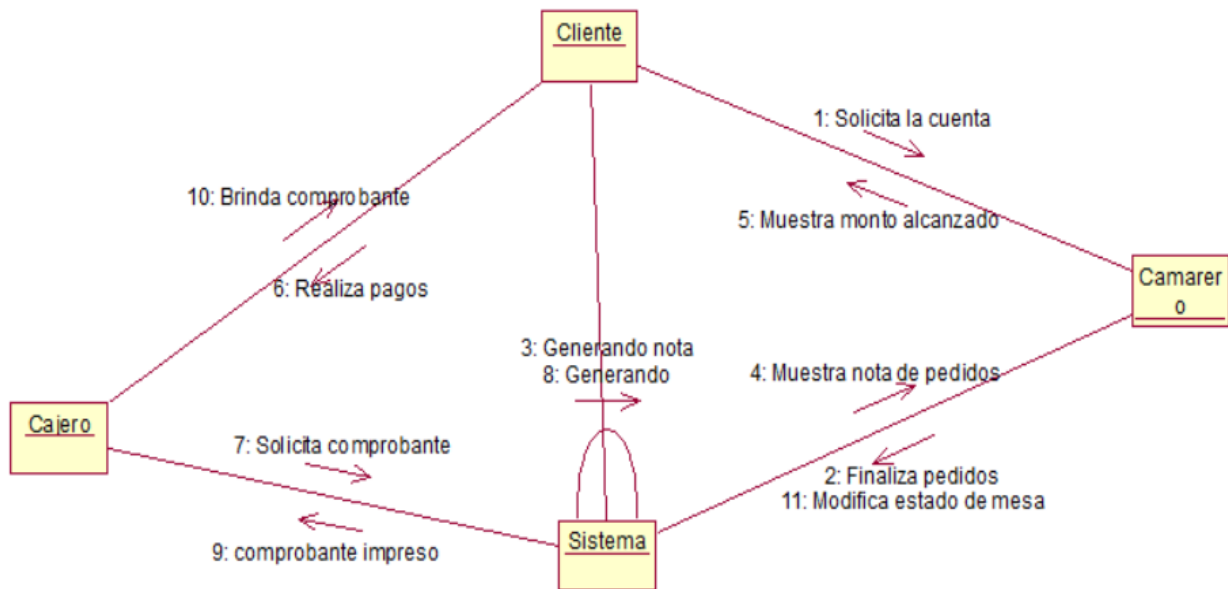 Cliente
1: Solicita la cuenta
10: Brinda comprobante
5: Muestra monto alcanzado
Camarer
o
6: Realiza pagos
3: Generando nota
8: Generando
4: Muestra nota de pedidos
Cajero
7: Solicita comprobante
2: Finaliza pedidos
11: Modifica estado de mesa
Sistema
9: comprobante impreso